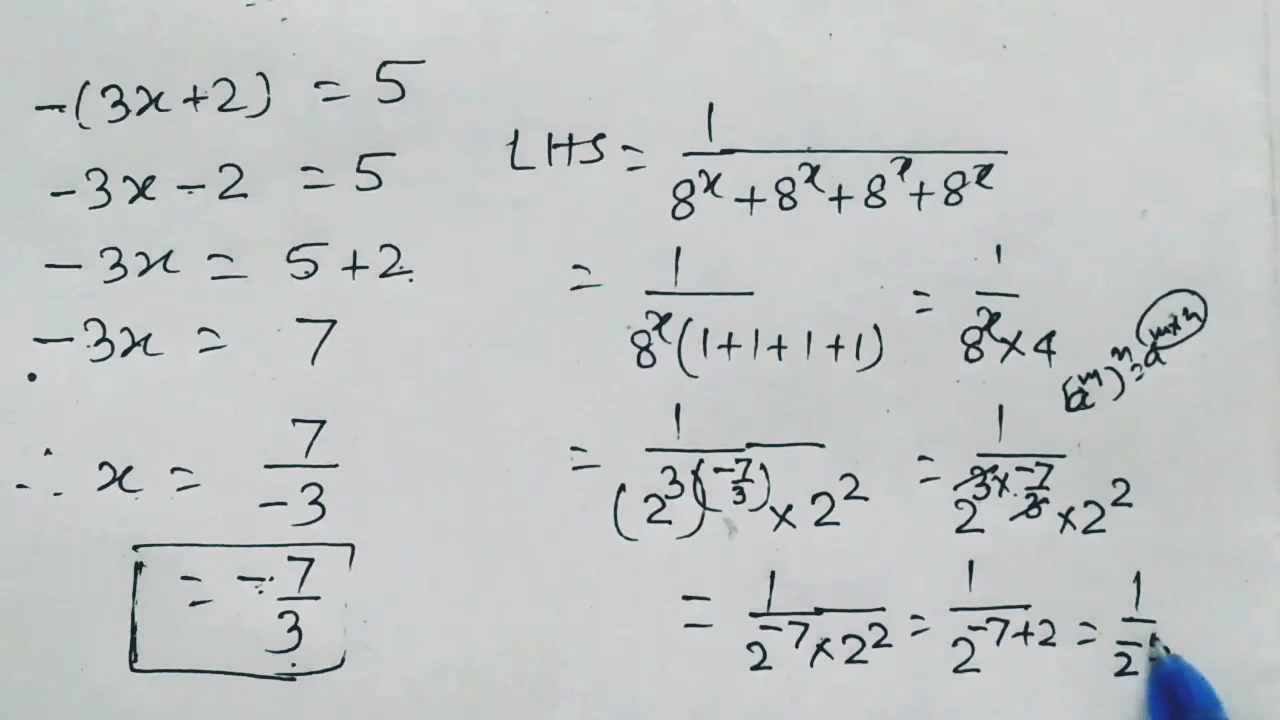 -(3x+2) = 5
-3x-2 = 5
-3x = 5+2
-3x = 7
∴ x = 7/-3
= -7/3
LHS = 1/(8^x+8^x+8^x+8^x)
= 1/(8^x(1+1+1+1)) = 1/(8^x×4)
(a^m)^n = a^(m×n)
= 1/((2^3)^(-7/3)×2^2) = 1/(2^(3×-7/3)×2^2)
= 1/(2^-7×2^2) = 1/(2^(-7+2)) = 1/2^-